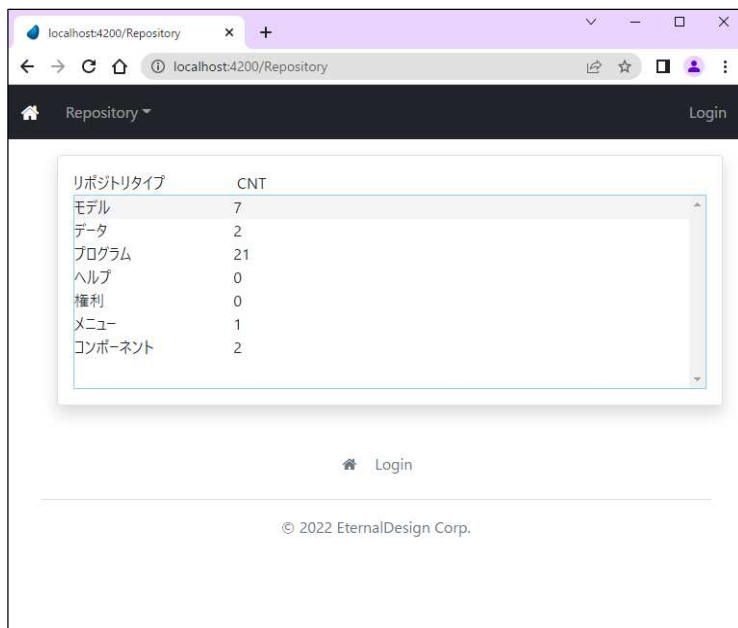 localhost:4200/Repository
localhost:4200/Repository
Repository Login
リポジトリタイプ CNT
モデル 7
データ 2
プログラム 21
ヘルプ 0
権利 0
メニュー 1
コンポーネント 2
Login
© 2022 EternalDesign Corp.